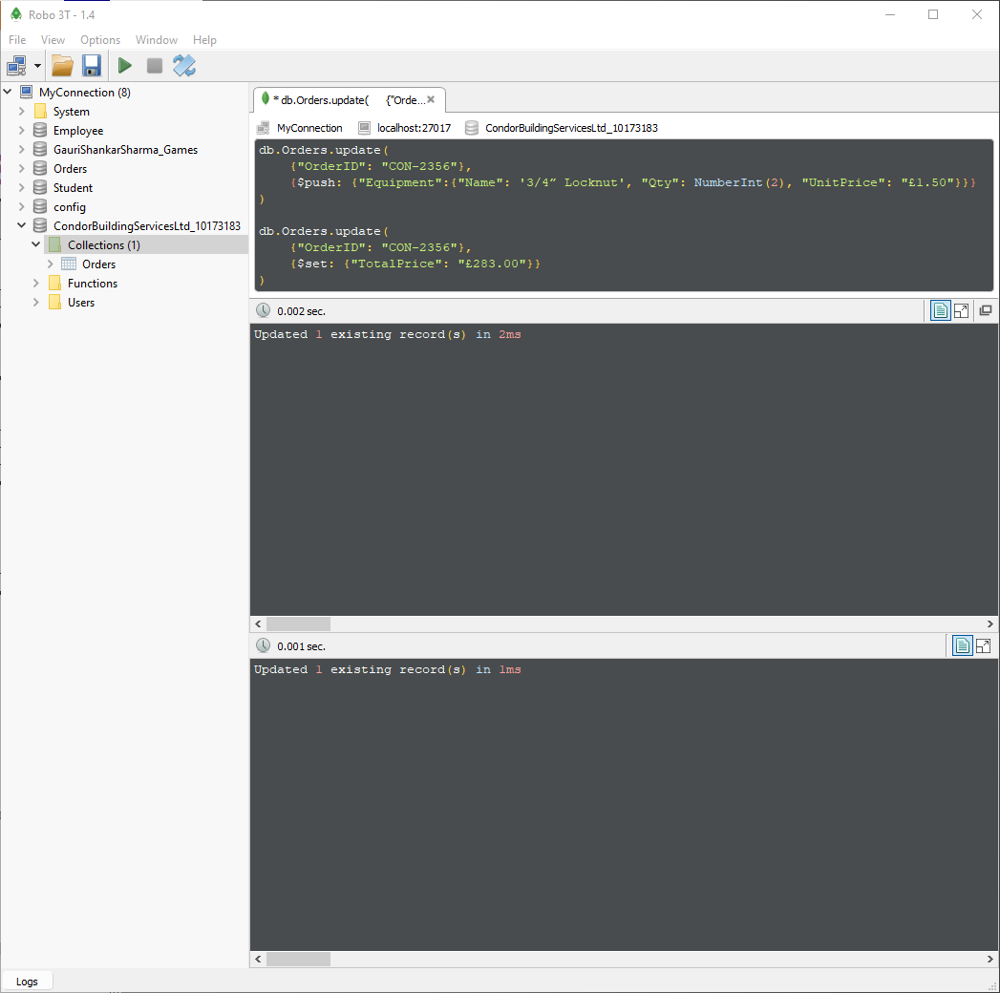 Robo 3T - 1.4
File View Options Window Help
MyConnection (8)
System
Employee
GauriShankarSharma_Games
Orders
Student
config
CondorBuildingServicesLtd_10173183
Collections (1)
Orders
Functions
Users
* db.Orders.update( {"Orde...
MyConnection localhost:27017 CondorBuildingServicesLtd_10173183
db.Orders.update(
{"OrderID": "CON-2356"},
{$push: {"Equipment":{"Name": '3/4” Locknut', "Qty": NumberInt(2), "UnitPrice": "£1.50"}}}
)
db.Orders.update(
{"OrderID": "CON-2356"},
{$set: {"TotalPrice": "£283.00"}}
)
0.002 sec.
Updated 1 existing record(s) in 2ms
0.001 sec.
Updated 1 existing record(s) in 1ms
Logs